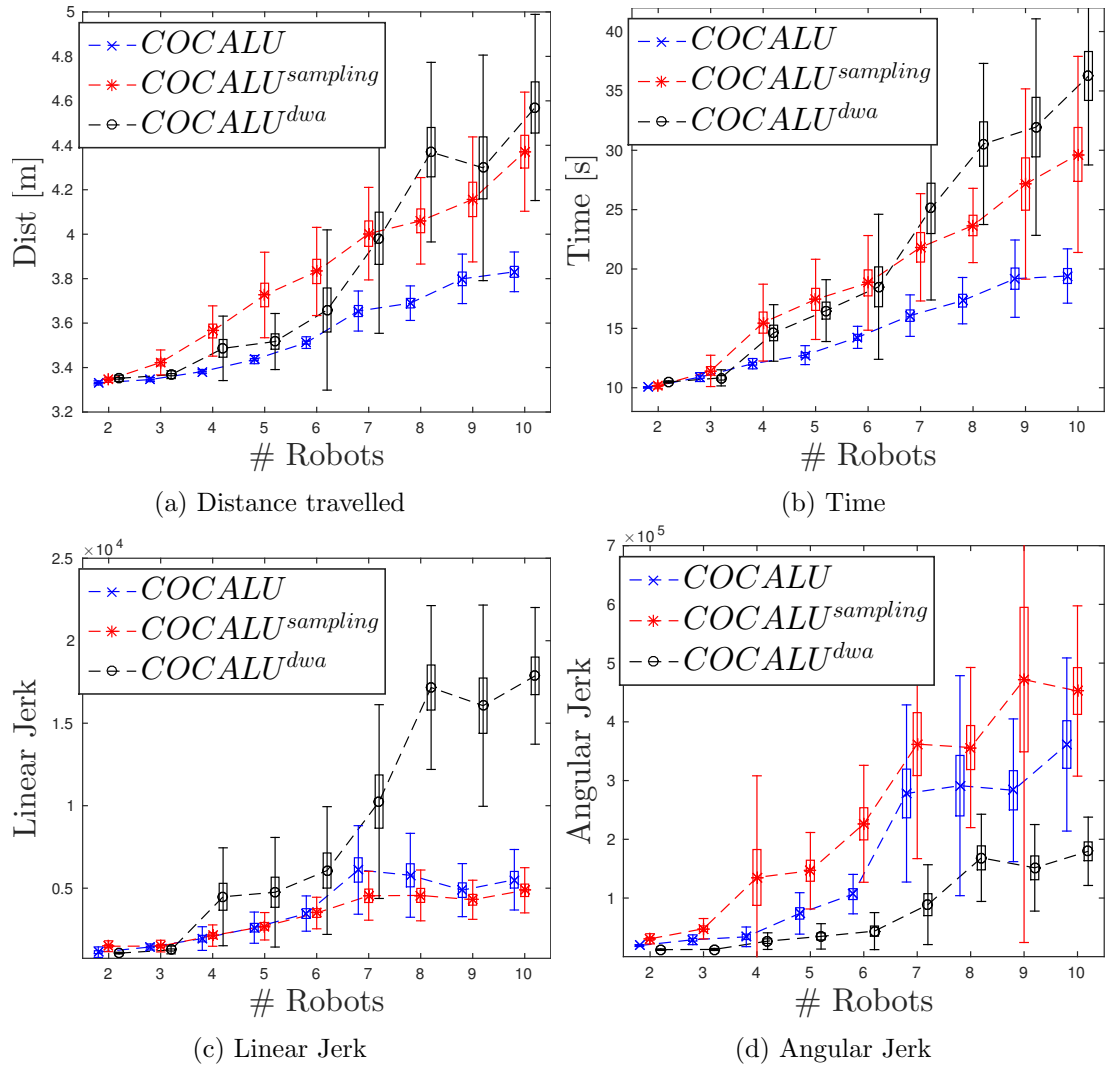 COCALU
COCALU^sampling
COCALU^dwa
5
4.6
4.2
3.8
3.6
3.4
3.2
Dist [m]
2 3 4 5 6 7 8 9 10
# Robots
(a) Distance travelled
COCALU
COCALU^sampling
COCALU^dwa
40
35
30
25
20
15
10
Time [s]
2 3 4 5 6 7 8 9 10
# Robots
(b) Time
×10^4
COCALU
COCALU^sampling
COCALU^dwa
2.5
2
1.5
1
0.5
Linear Jerk
2 3 4 5 6 7 8 9 10
# Robots
(c) Linear Jerk
×10^5
COCALU
COCALU^sampling
COCALU^dwa
7
6
5
4
3
2
1
Angular Jerk
2 3 4 5 6 7 8 9 10
# Robots
(d) Angular Jerk